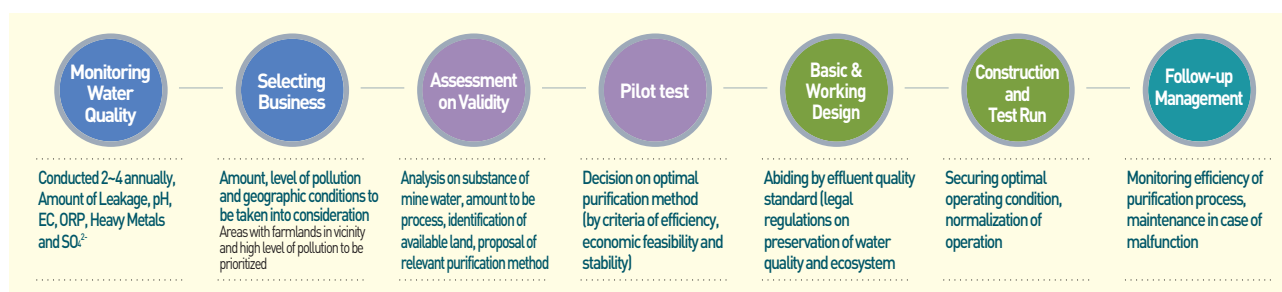 Monitoring
Water
Quality
Selecting
Business
Assessment
on Validity
Pilot test
Basic &
Working
Design
Construction
and
Test Run
Follow-up
Management
Conducted 2~4 annually,
Amount of Leakage, pH,
EC, ORP, Heavy Metals
and SO₄²⁻
Amount, level of pollution
and geographic conditions to
be taken into consideration
Areas with farmlands in vicinity
and high level of pollution to be
prioritized
Analysis on substance of
mine water, amount to be
process, identification of
available land, proposal of
relevant purification method
Decision on optimal
purification method
(by criteria of efficiency,
economic feasibility and
stability)
Abiding by effluent quality
standard (legal
regulations on
preservation of water
quality and ecosystem
Securing optimal
operating condition,
normalization of
operation
Monitoring efficiency of
purification process,
maintenance in case of
malfunction